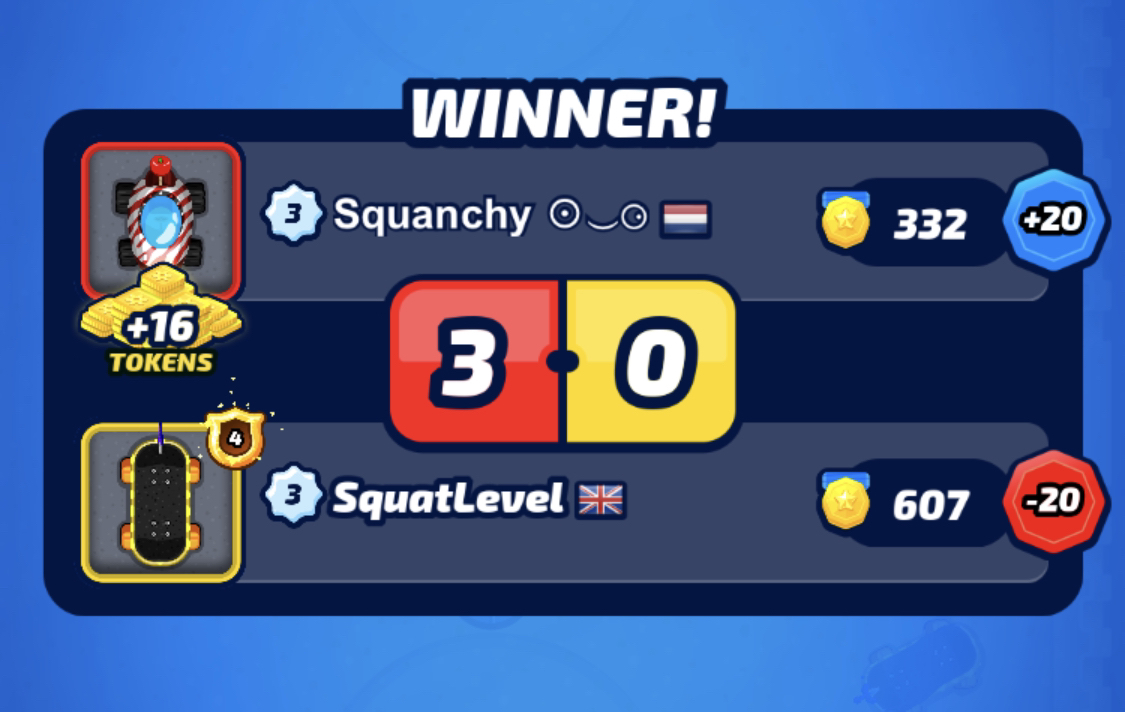 WINNER!
3 Squanchy ⊙‿⊙ 332 +20
+16
TOKENS
3 0
4
3 SquatLevel 607 -20